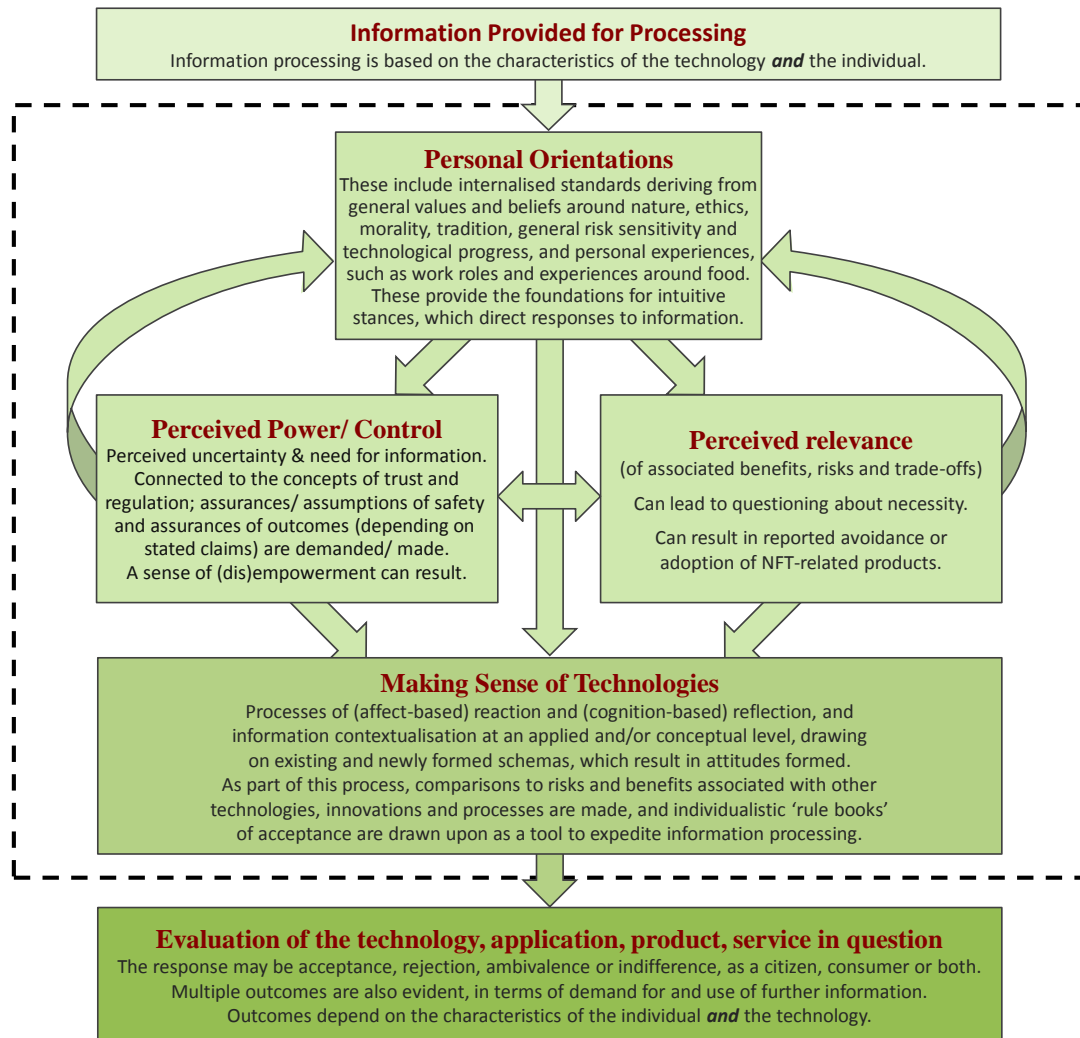 Information Provided for Processing
Information processing is based on the characteristics of the technology and the individual.
Personal Orientations
These include internalised standards deriving from
general values and beliefs around nature, ethics,
morality, tradition, general risk sensitivity and
technological progress, and personal experiences,
such as work roles and experiences around food.
These provide the foundations for intuitive
stances, which direct responses to information.
Perceived Power/ Control
Perceived uncertainty & need for information.
Connected to the concepts of trust and
regulation; assurances/ assumptions of safety
and assurances of outcomes (depending on
stated claims) are demanded/ made.
A sense of (dis)empowerment can result.
Perceived relevance
(of associated benefits, risks and trade-offs)
Can lead to questioning about necessity.
Can result in reported avoidance or
adoption of NFT-related products.
Making Sense of Technologies
Processes of (affect-based) reaction and (cognition-based) reflection, and
information contextualisation at an applied and/or conceptual level, drawing
on existing and newly formed schemas, which result in attitudes formed.
As part of this process, comparisons to risks and benefits associated with other
technologies, innovations and processes are made, and individualistic ‘rule books’
of acceptance are drawn upon as a tool to expedite information processing.
Evaluation of the technology, application, product, service in question
The response may be acceptance, rejection, ambivalence or indifference, as a citizen, consumer or both.
Multiple outcomes are also evident, in terms of demand for and use of further information.
Outcomes depend on the characteristics of the individual and the technology.